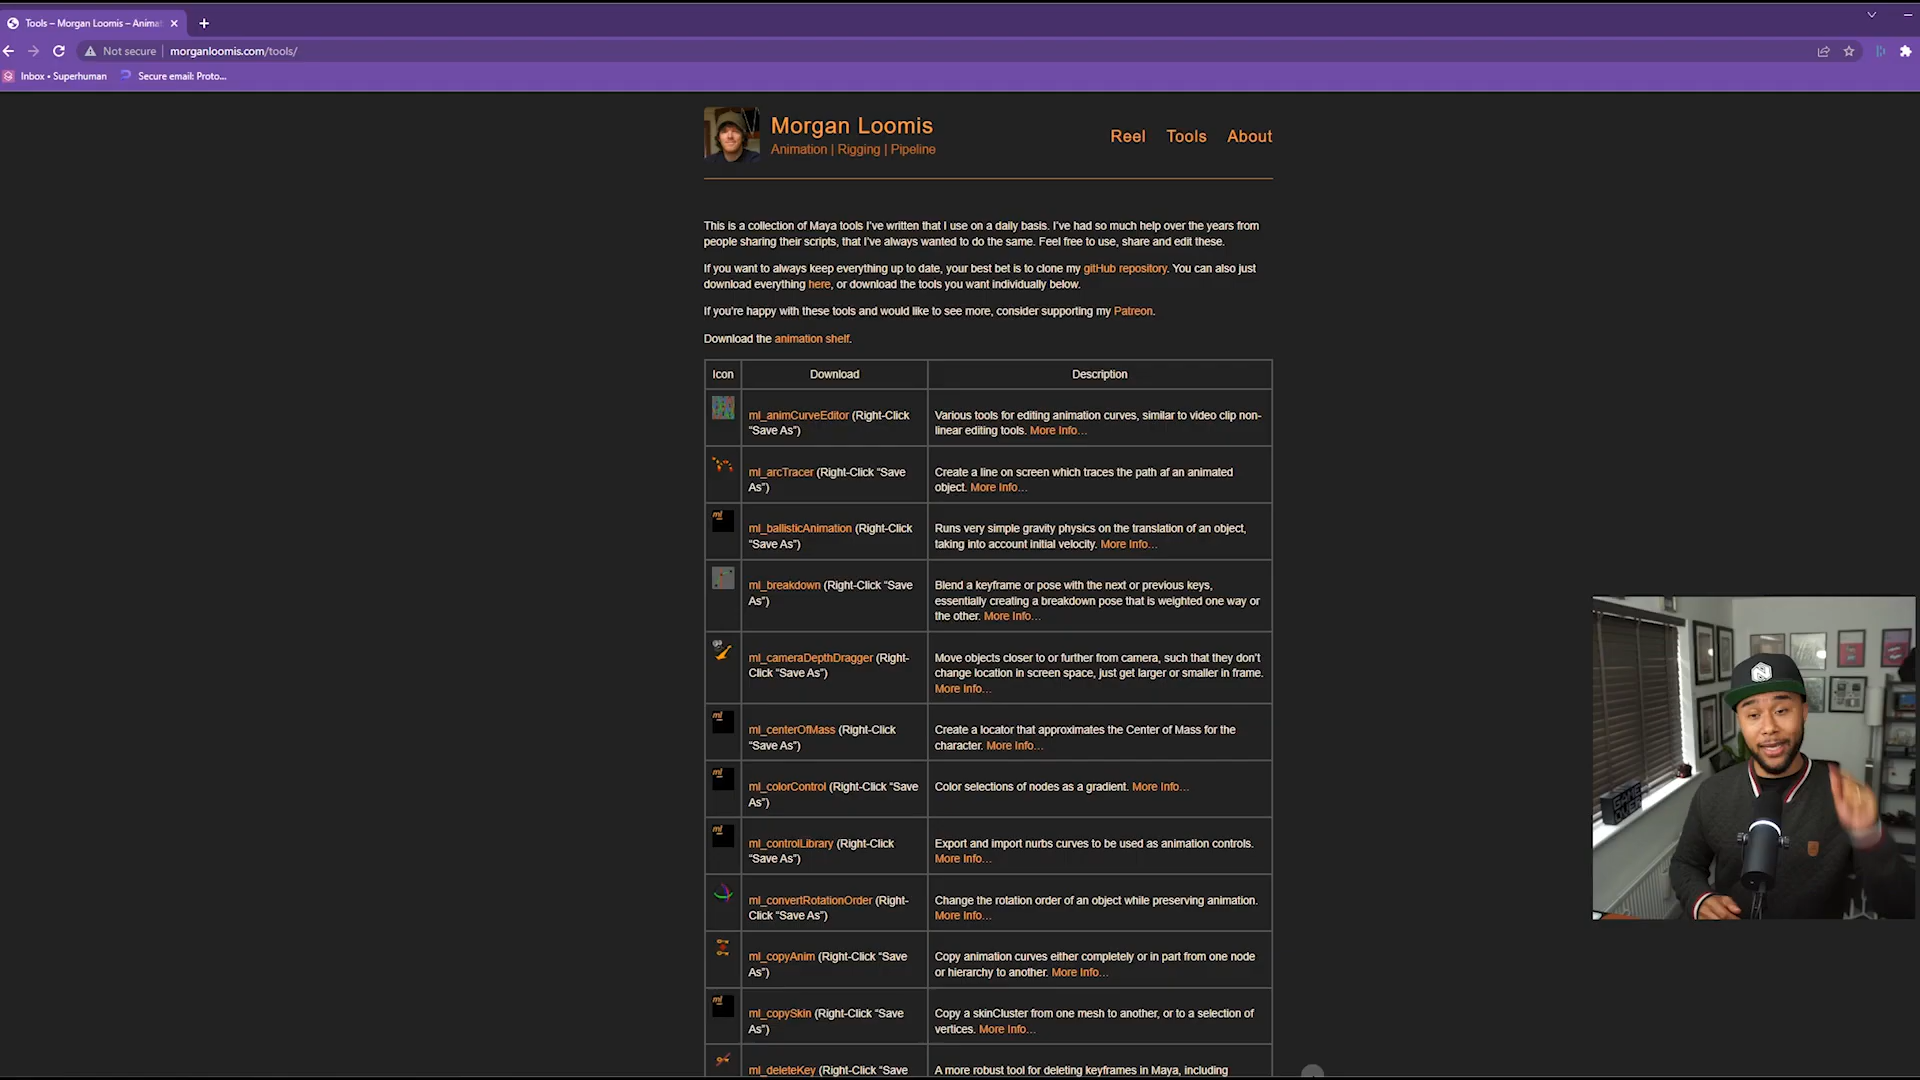 Tools – Morgan Loomis – Anima
Not secure
morganloomis.com/tools/
Inbox • Superhuman
Secure email: Proto...
Morgan Loomis
Animation | Rigging | Pipeline
Reel
Tools
About
This is a collection of Maya tools I've written that I use on a daily basis. I've had so much help over the years from
people sharing their scripts, that I've always wanted to do the same. Feel free to use, share and edit these.
If you want to always keep everything up to date, your best bet is to clone my gitHub repository. You can also just
download everything here, or download the tools you want individually below.
If you're happy with these tools and would like to see more, consider supporting my Patreon.
Download the animation shelf.
Icon
Download
Description
ml_animCurveEditor (Right-Click
“Save As”)
Various tools for editing animation curves, similar to video clip non-
linear editing tools. More Info…
ml_arcTracer (Right-Click “Save
As”)
Create a line on screen which traces the path af an animated
object. More Info…
ml
ml_ballisticAnimation (Right-Click
“Save As”)
Runs very simple gravity physics on the translation of an object,
taking into account initial velocity. More Info…
ml_breakdown (Right-Click “Save
As”)
Blend a keyframe or pose with the next or previous keys,
essentially creating a breakdown pose that is weighted one way or
the other. More Info…
ml_cameraDepthDragger (Right-
Click “Save As”)
Move objects closer to or further from camera, such that they don't
change location in screen space, just get larger or smaller in frame.
More Info…
ml
ml_centerOfMass (Right-Click
“Save As”)
Create a locator that approximates the Center of Mass for the
character. More Info…
ml
ml_colorControl (Right-Click “Save
As”)
Color selections of nodes as a gradient. More Info…
ml
ml_controlLibrary (Right-Click
“Save As”)
Export and import nurbs curves to be used as animation controls.
More Info…
ml_convertRotationOrder (Right-
Click “Save As”)
Change the rotation order of an object while preserving animation.
More Info…
ml_copyAnim (Right-Click “Save
As”)
Copy animation curves either completely or in part from one node
or hierarchy to another. More Info…
ml
ml_copySkin (Right-Click “Save
As”)
Copy a skinCluster from one mesh to another, or to a selection of
vertices. More Info…
ml_deleteKey (Right-Click “Save
A more robust tool for deleting keyframes in Maya, including
GAME
OVER